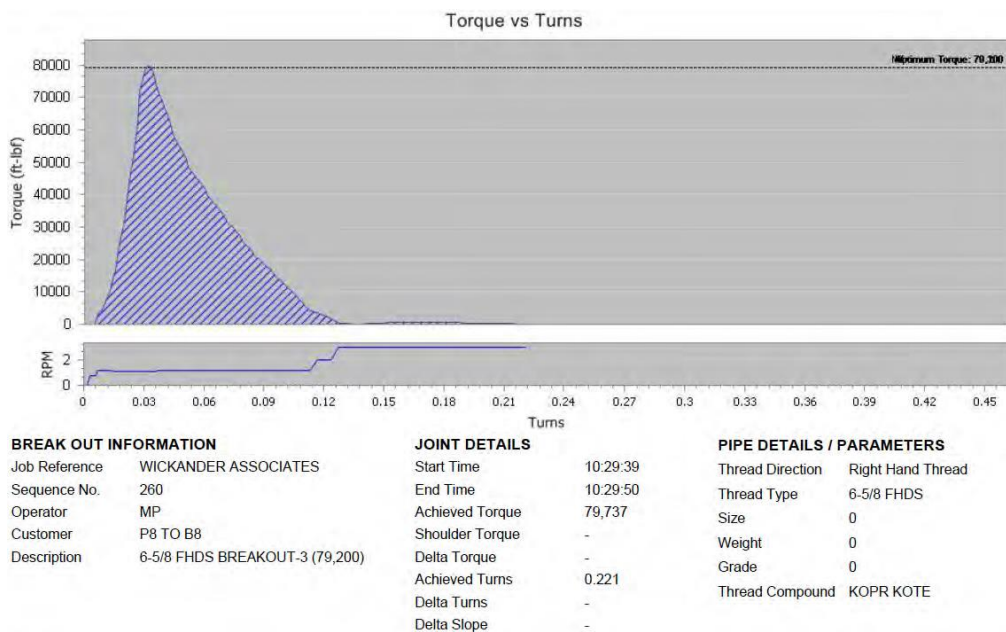 Torque vs Turns
Torque (ft-lbf)
80000
70000
60000
50000
40000
30000
20000
10000
0
Torque: 79,
RPM
2
0
0 0.03 0.06 0.09 0.12 0.15 0.18 0.21 0.24 0.27 0.3 0.33 0.36 0.39 0.42 0.45
Turns
BREAK OUT INFORMATION
Job Reference WICKANDER ASSOCIATES
Sequence No. 260
Operator MP
Customer P8 TO B8
Description 6-5/8 FHDS BREAKOUT-3 (79,200)
JOINT DETAILS
Start Time 10:29:39
End Time 10:29:50
Achieved Torque 79,737
Shoulder Torque -
Delta Torque -
Achieved Turns 0.221
Delta Turns -
Delta Slope -
PIPE DETAILS / PARAMETERS
Thread Direction Right Hand Thread
Thread Type 6-5/8 FHDS
Size 0
Weight 0
Grade 0
Thread Compound KOPR KOTE